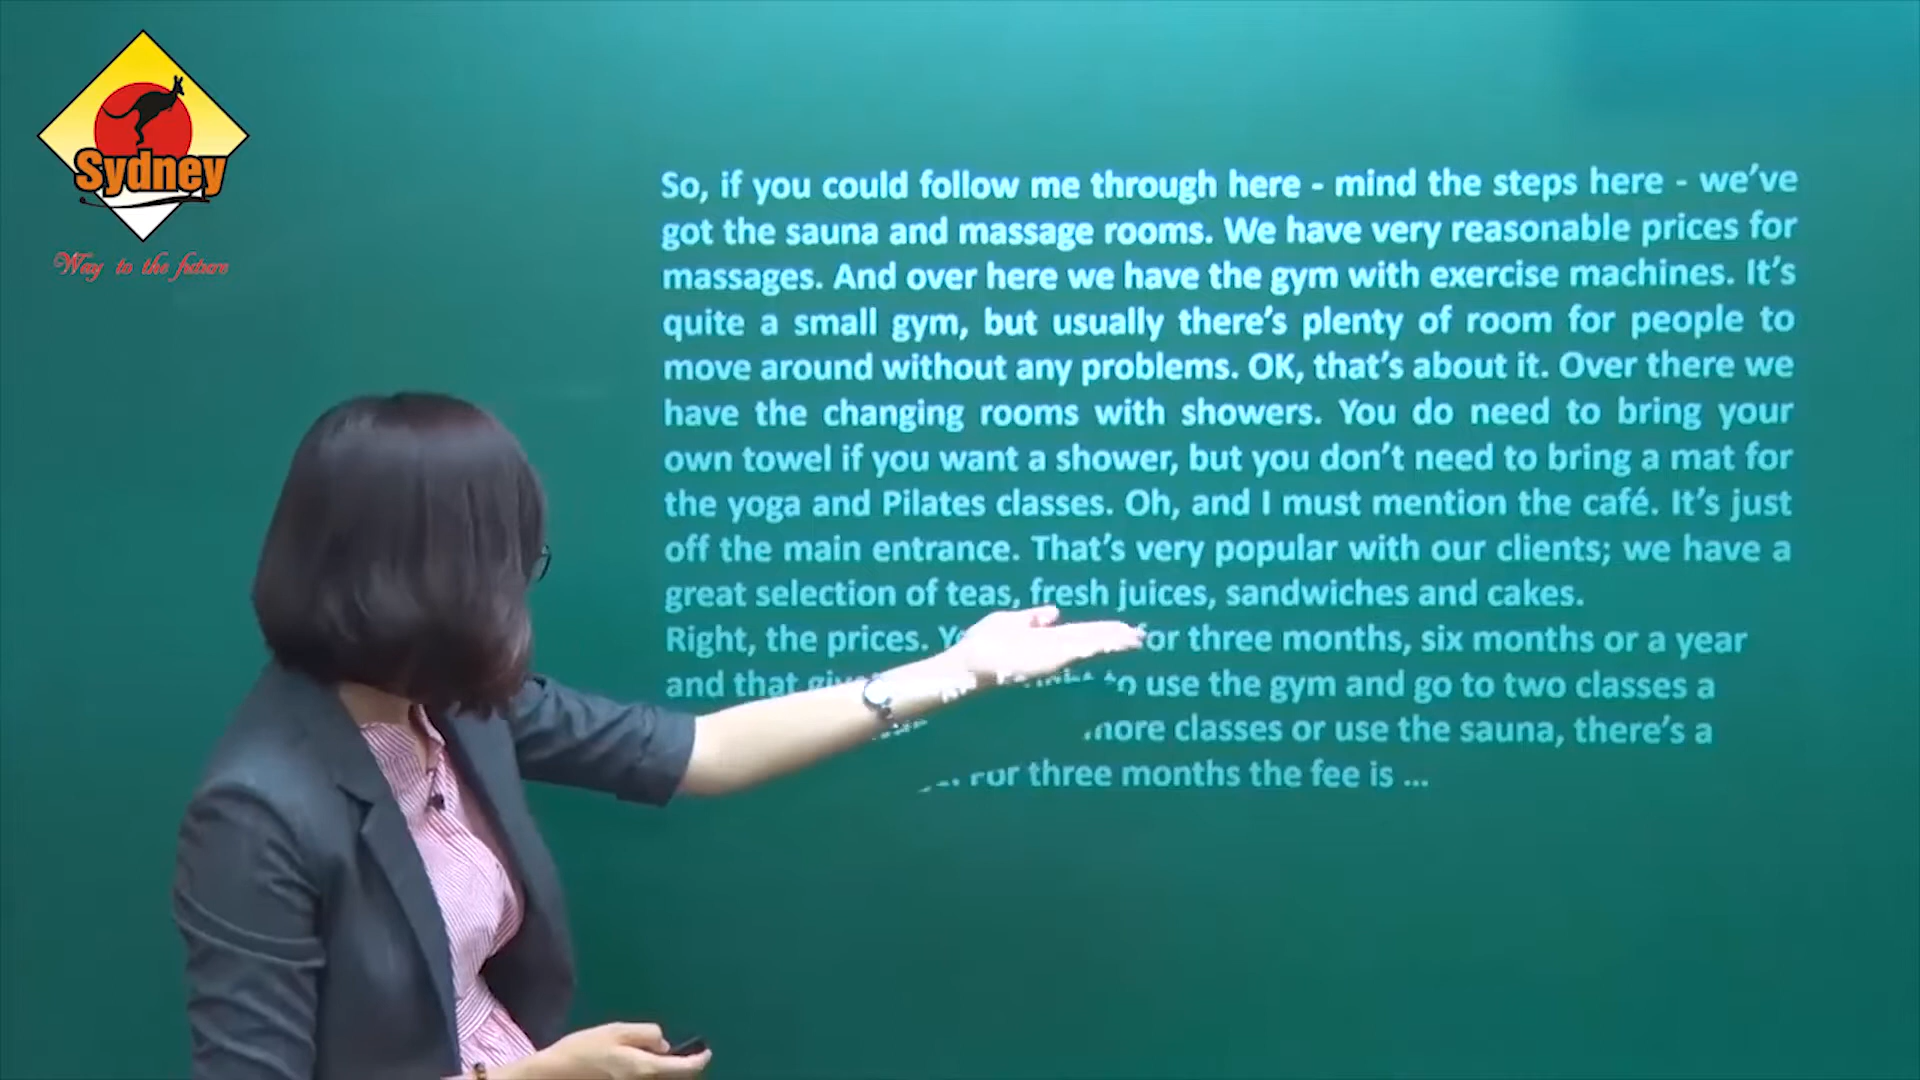 Sydney
Way to the future
So, if you could follow me through here - mind the steps here - we've
got the sauna and massage rooms. We have very reasonable prices for
massages. And over here we have the gym with exercise machines. It's
quite a small gym, but usually there's plenty of room for people to
move around without any problems. OK, that's about it. Over there we
have the changing rooms with showers. You do need to bring your
own towel if you want a shower, but you don't need to bring a mat for
the yoga and Pilates classes. Oh, and I must mention the café. It's just
off the main entrance. That's very popular with our clients; we have a
great selection of teas, fresh juices, sandwiches and cakes.
Right, the prices. for three months, six months or a year
and that to use the gym and go to two classes a
more classes or use the sauna, there's a
For three months the fee is ...